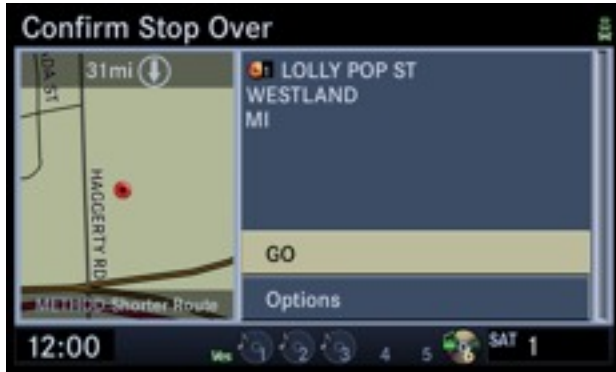 Confirm Stop Over
31mi
LOLLY POP ST
WESTLAND
MI
DA ST
HAGGERTY RD
METHOD Shorter Route
GO
Options
12:00
1 2 3 4 5 6
SAT 1